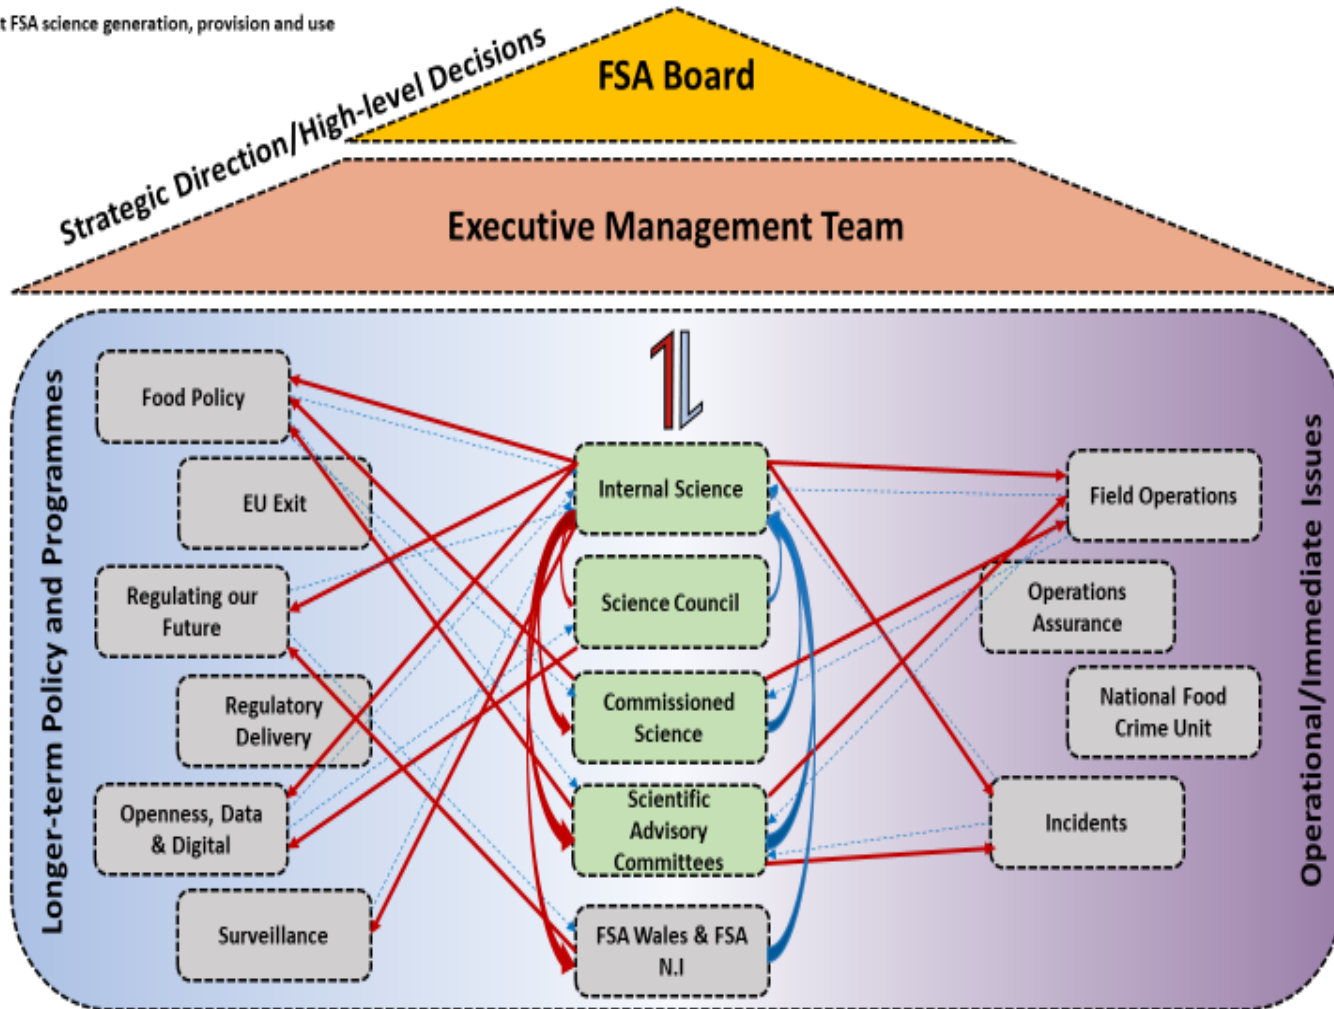 t FSA science generation, provision and use
Strategic Direction/High-level Decisions
FSA Board
Executive Management Team
Longer-term Policy and Programmes
Food Policy
EU Exit
Regulating our
Future
Regulatory
Delivery
Openness, Data
& Digital
Surveillance
Internal Science
Science Council
Commissioned
Science
Scientific
Advisory
Committees
FSA Wales & FSA
N.I
Field Operations
Operations
Assurance
National Food
Crime Unit
Incidents
Operational/Immediate Issues